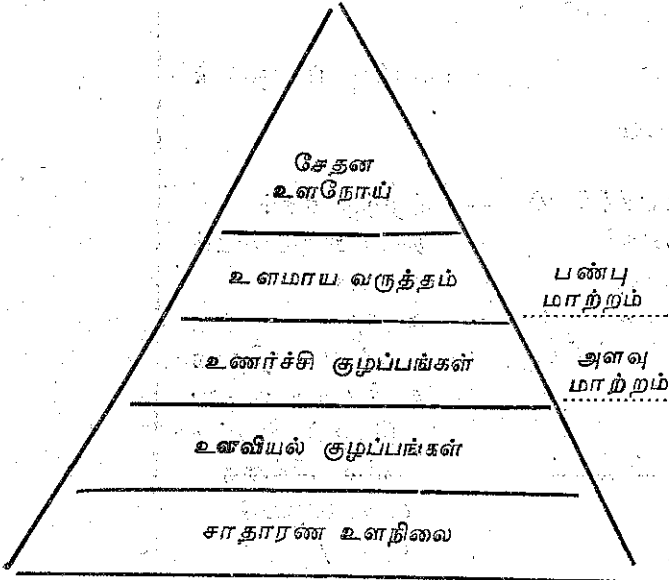 சேதன
உளநோய்
உளமாய வருத்தம்
பண்பு
மாற்றம்
உணர்ச்சி குழப்பங்கள்
அளவு
மாற்றம்
உளவியல் குழப்பங்கள்
சாதாரண உளநிலை